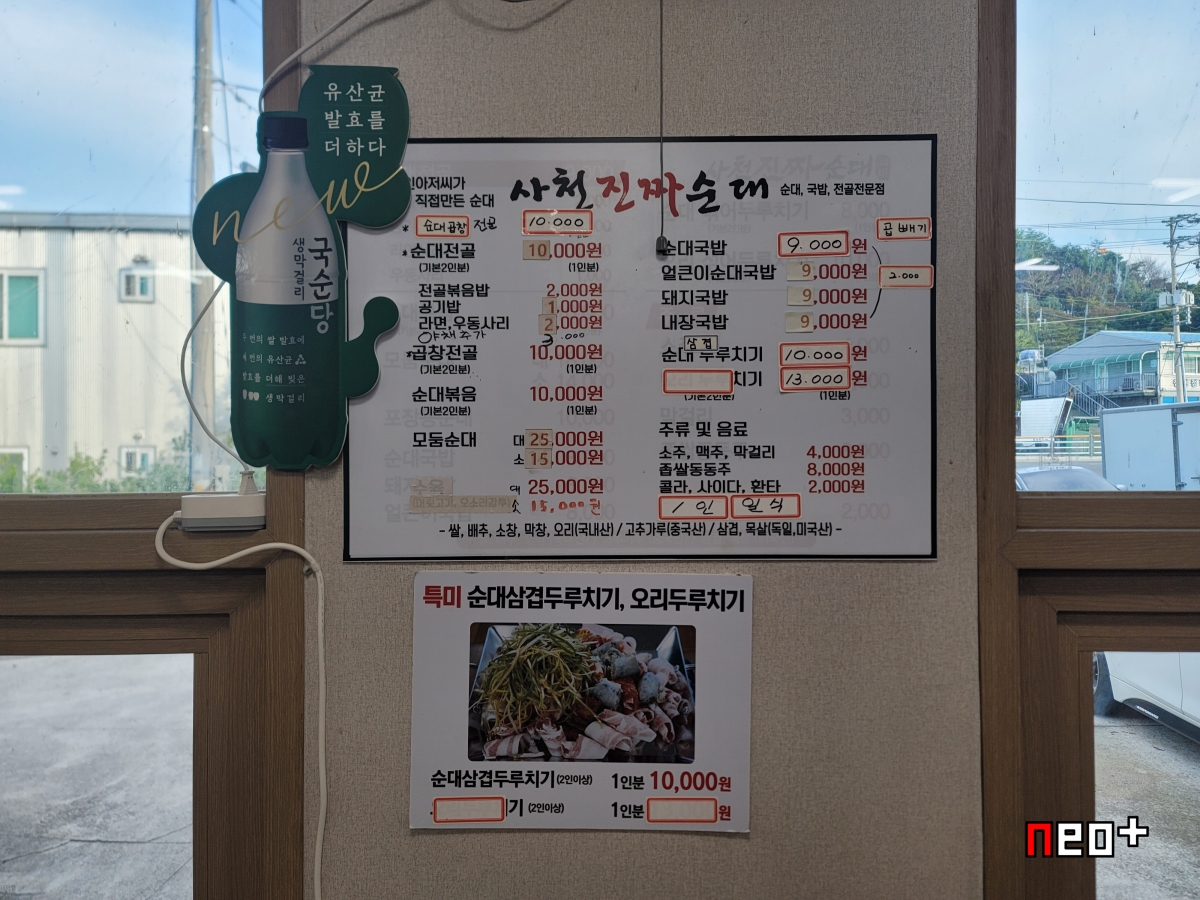 유산균
발효를
더하다
new
국순당
생막걸리
아저씨가
직접만든 순대
사천 진짜 순대
순대, 국밥, 전골전문점
* 순대곱창 전골 10.000
*순대전골 10,000원
(기본2인분) (1인분)
전골볶음밥 2,000원
공기밥 1,000원
라면,우동사리 2,000원
야채추가 3.000
*곱창전골 10,000원
(기본2인분) (1인분)
순대볶음 10,000원
(기본2인분) (1인분)
모둠순대 대 25,000원
소 15,000원
대 25,000원
소 15,000원
곱빼기
순대국밥 9.000 원
얼큰이순대국밥 9,000원
2.000
돼지국밥 9,000원
내장국밥 9,000원
삼겹
순대 두루치기 10.000 원
치기 13.000 원
(기본2인분) (1인분)
주류 및 음료
소주, 맥주, 막걸리 4,000원
좁쌀동동주 8,000원
콜라, 사이다, 환타 2,000원
1인 일식
- 쌀, 배추, 소창, 막창, 오리(국내산) / 고추가루(중국산) / 삼겹, 목살(독일,미국산) -
특미 순대삼겹두루치기, 오리두루치기
순대삼겹두루치기 (2인이상) 1인분 10,000원
기 (2인이상) 1인분 원
neo+